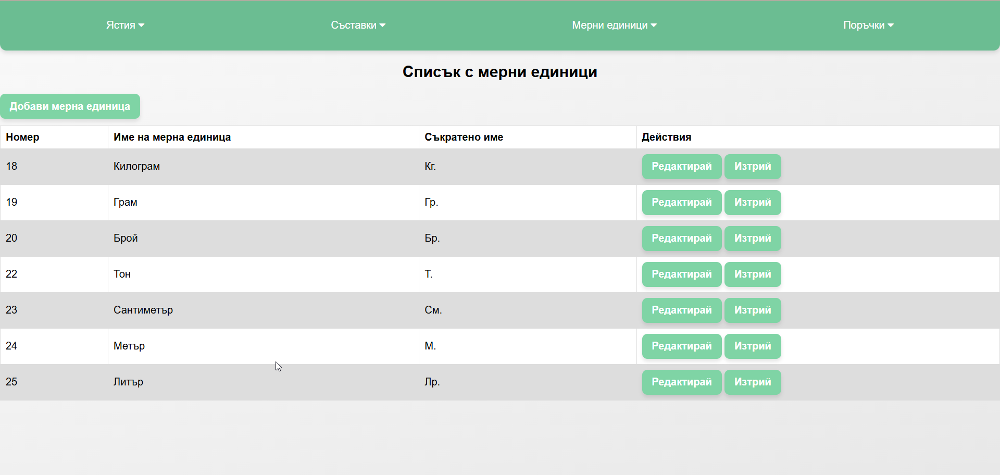 Ястия Съставки Мерни единици Поръчки
Списък с мерни единици
Добави мерна единица
Номер Име на мерна единица Съкратено име Действия
18 Килограм Кг. Редактирай Изтрий
19 Грам Гр. Редактирай Изтрий
20 Брой Бр. Редактирай Изтрий
22 Тон Т. Редактирай Изтрий
23 Сантиметър См. Редактирай Изтрий
24 Метър М. Редактирай Изтрий
25 Литър Лр. Редактирай Изтрий